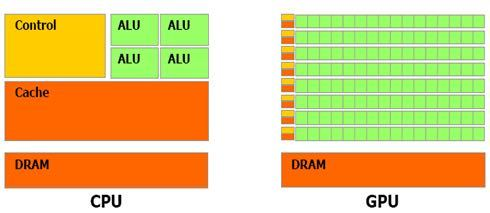 Control
ALU ALU
ALU ALU
Cache
DRAM
CPU
DRAM
GPU